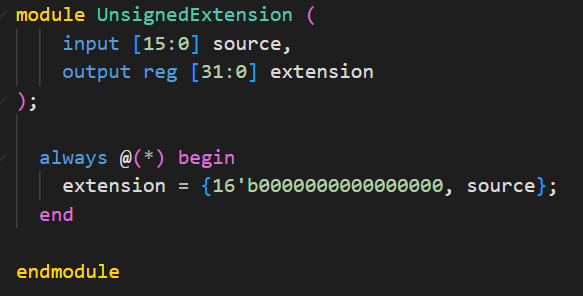 module UnsignedExtension (
input [15:0] source,
output reg [31:0] extension
);
always @(*) begin
extension = {16'b0000000000000000, source};
end
endmodule